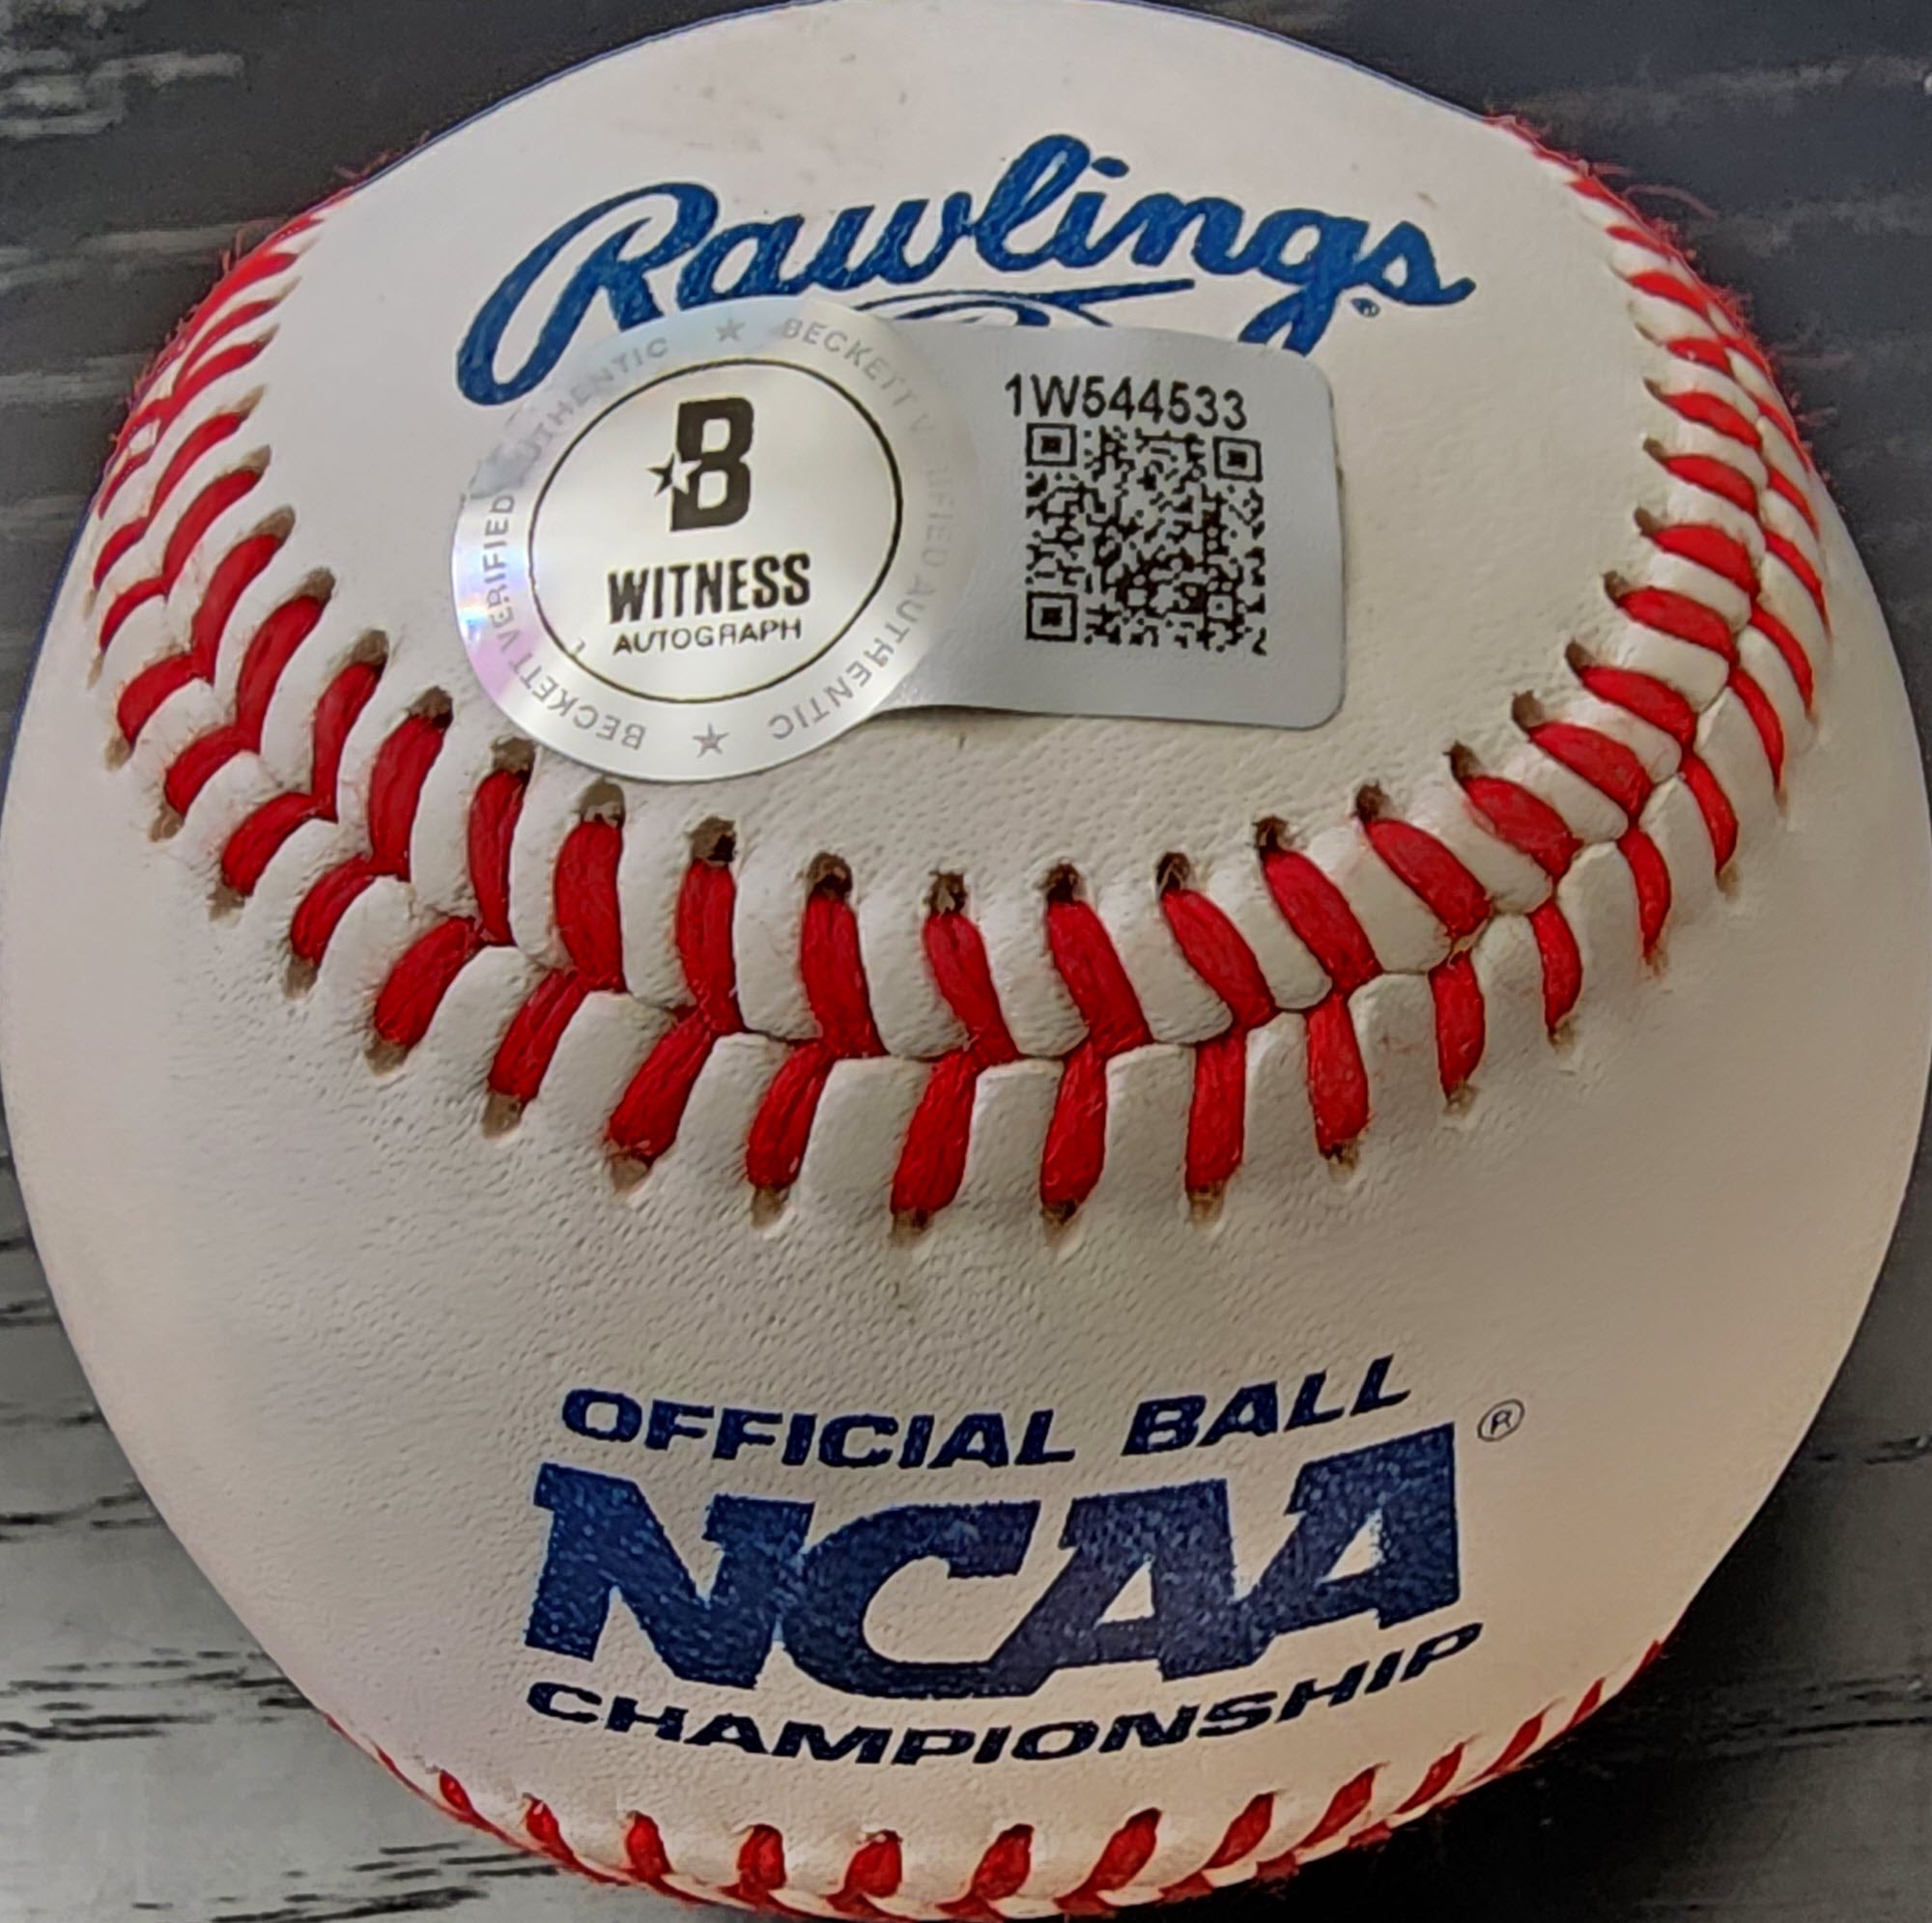 Rawlings
®
BECKETT VERIFIED AUTHENTIC ★ BECKETT VERIFIED AUTHENTIC ★
B
WITNESS
AUTOGRAPH
1W544533
OFFICIAL BALL
NCAA®
CHAMPIONSHIP